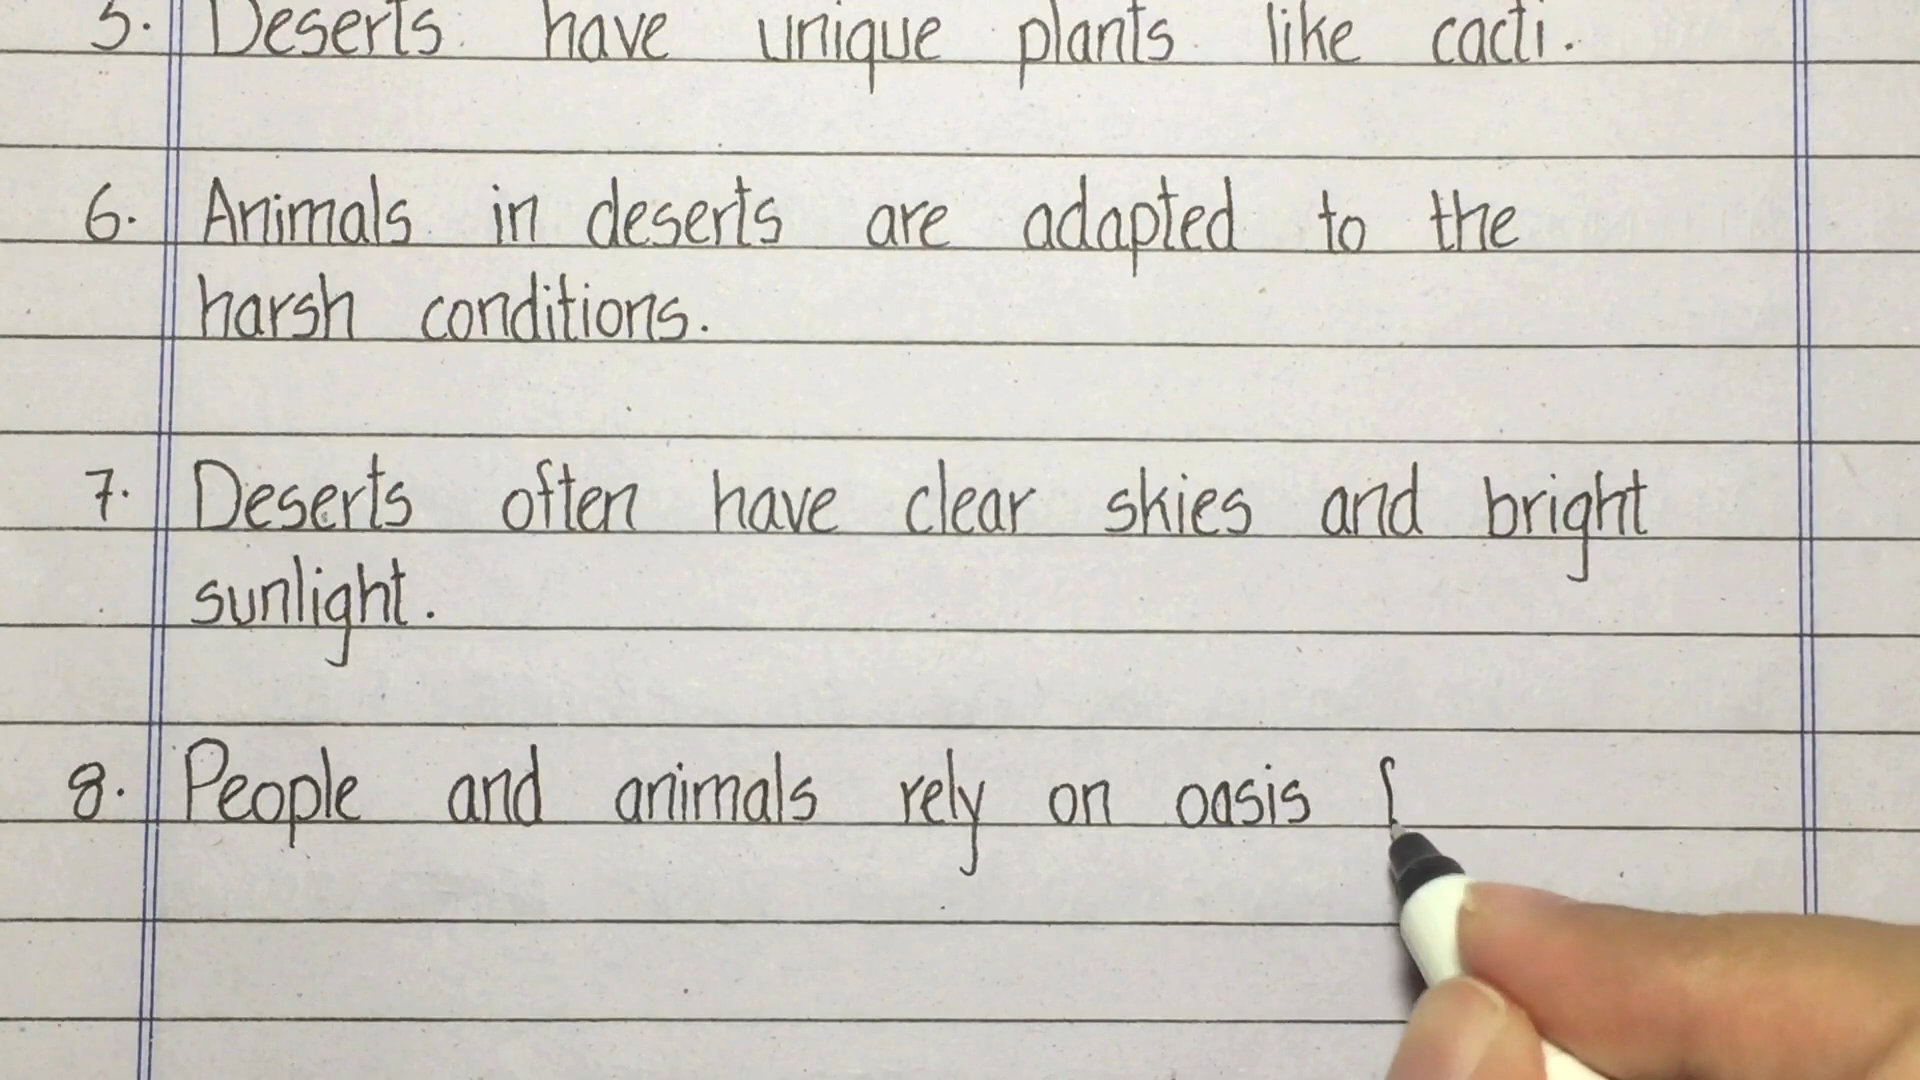 5. Deserts have unique plants like cacti.
6. Animals in deserts are adapted to the
harsh conditions.
7. Deserts often have clear skies and bright
sunlight.
8. People and animals rely on oasis